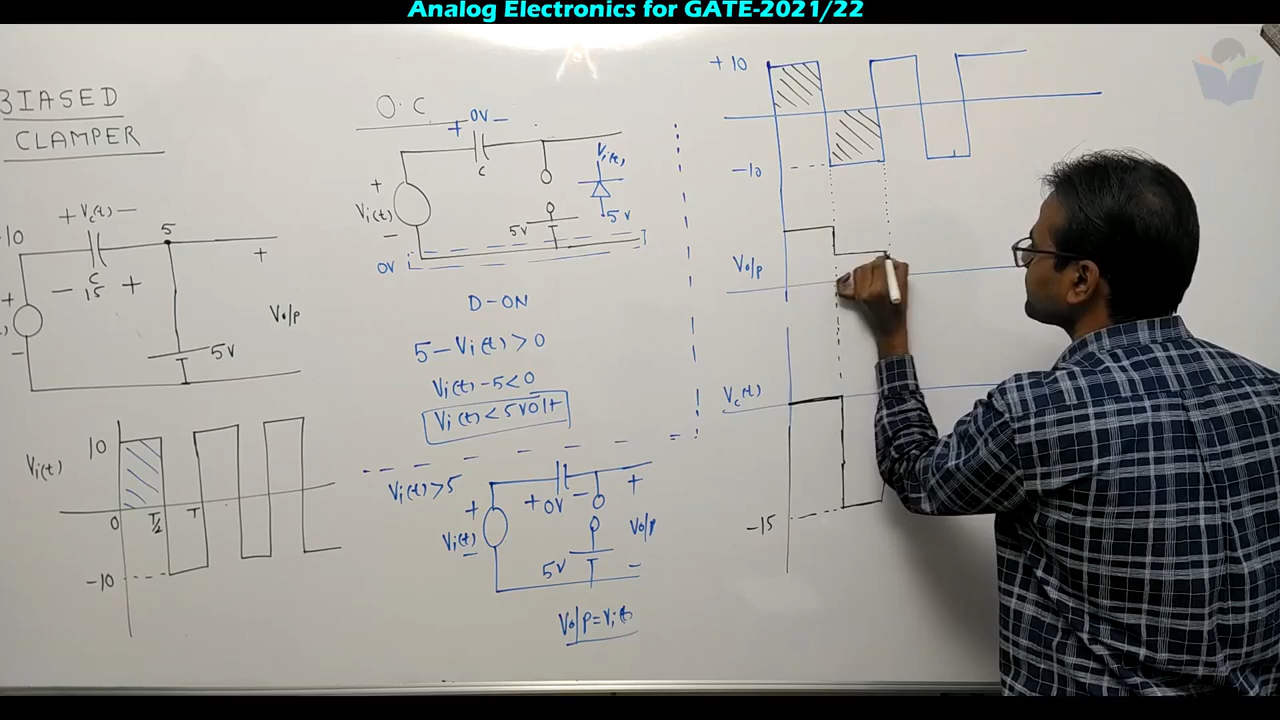 Analog Electronics for GATE-2021/22
BIASED
CLAMPER
+ Vc(t) −
-10
5
+
C
− 15 +
+
−
Vo/p
5V
Vi(t)
10
0
T/2
T
-10
O.C
0V
+ −
C
+
Vi(t)
−
5V
0V
Vi(t)
5V
D-ON
5-Vi(t)>0
Vi(t)-5<0
Vi(t)<5Volt
Vi(t)>5
+ 0V −
+
+
Vi(t)
−
5V
Vo/p
−
Vo/p=Vi(t)
+10
-10
Vo/p
Vc(t)
-15